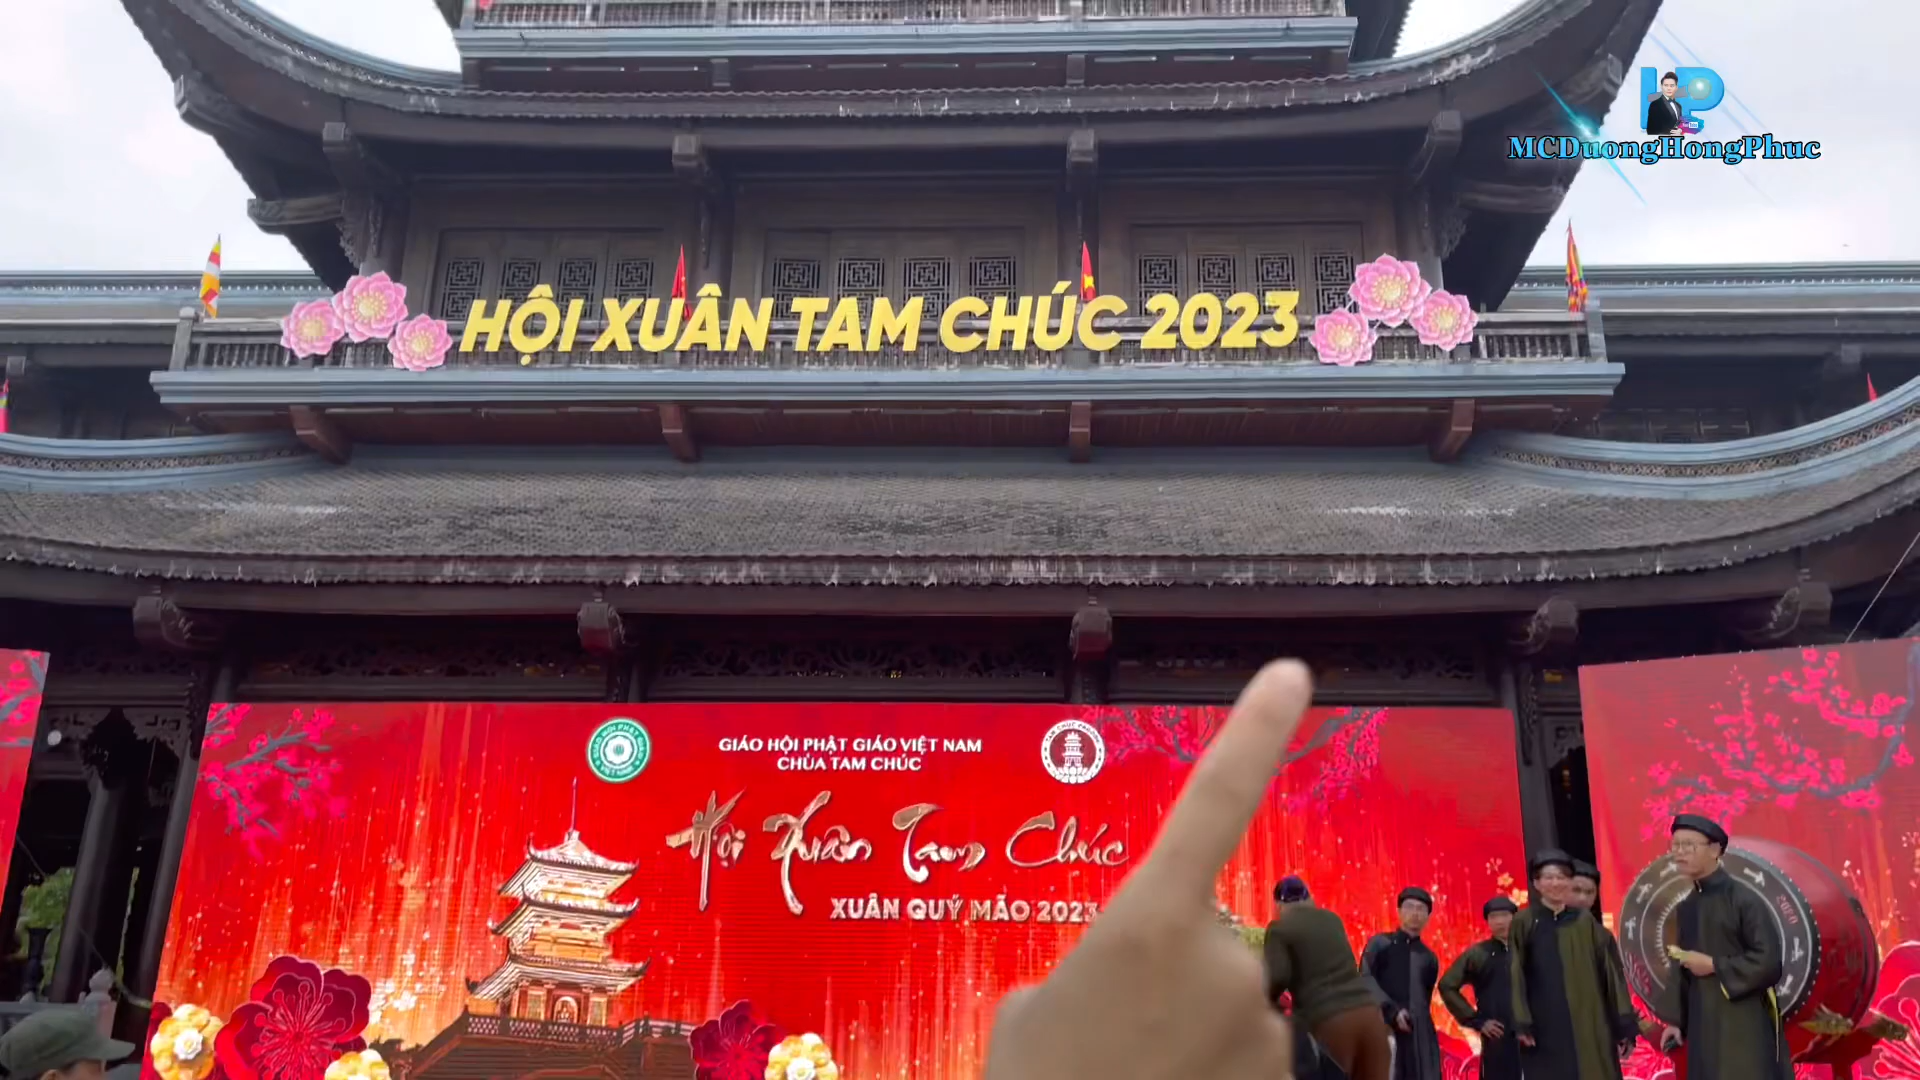 MCDuongHongPhuc
HỘI XUÂN TAM CHÚC 2023
GIÁO HỘI PHẬT GIÁO VIỆT NAM
CHÙA TAM CHÚC
Hội Xuân Tam Chúc
XUÂN QUÝ MÃO 2023